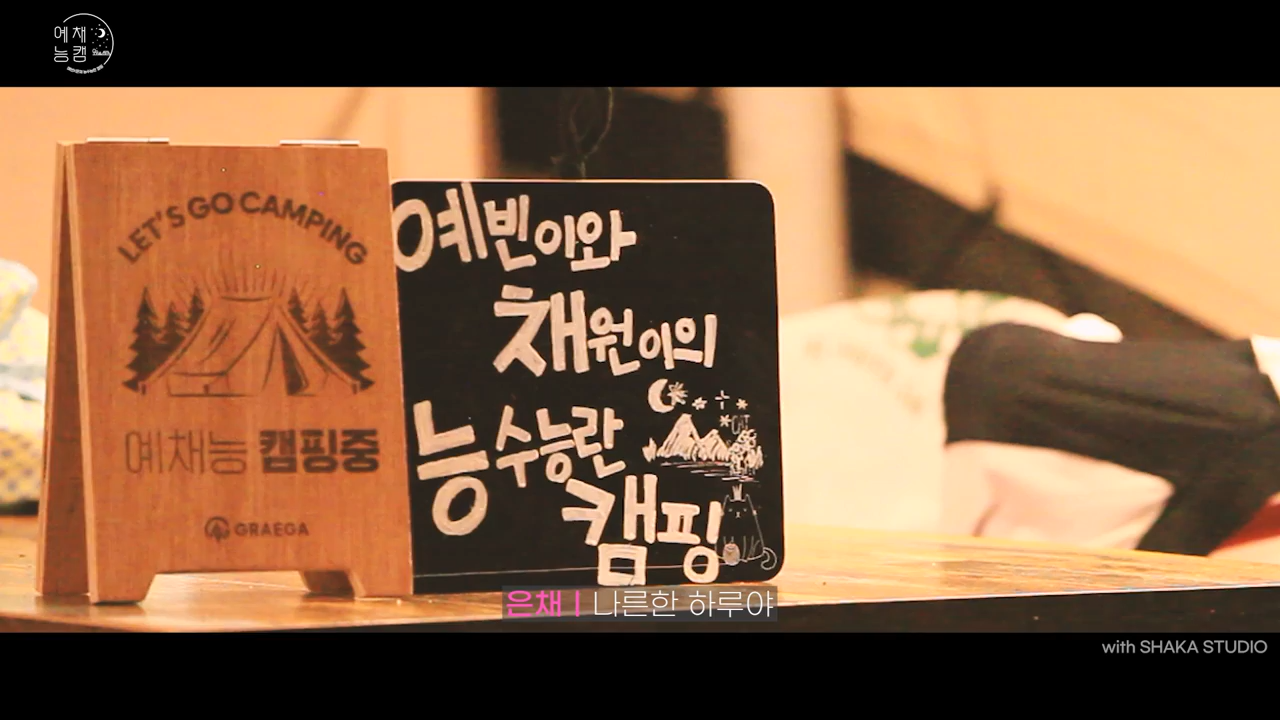 예채
능캠
LET'S GO CAMPING
예채능 캠핑중
GRAEGA
예빈이와
채원이의
능수능란
캠핑
CAT
은채 | 나른한 하루야
with SHAKA STUDIO